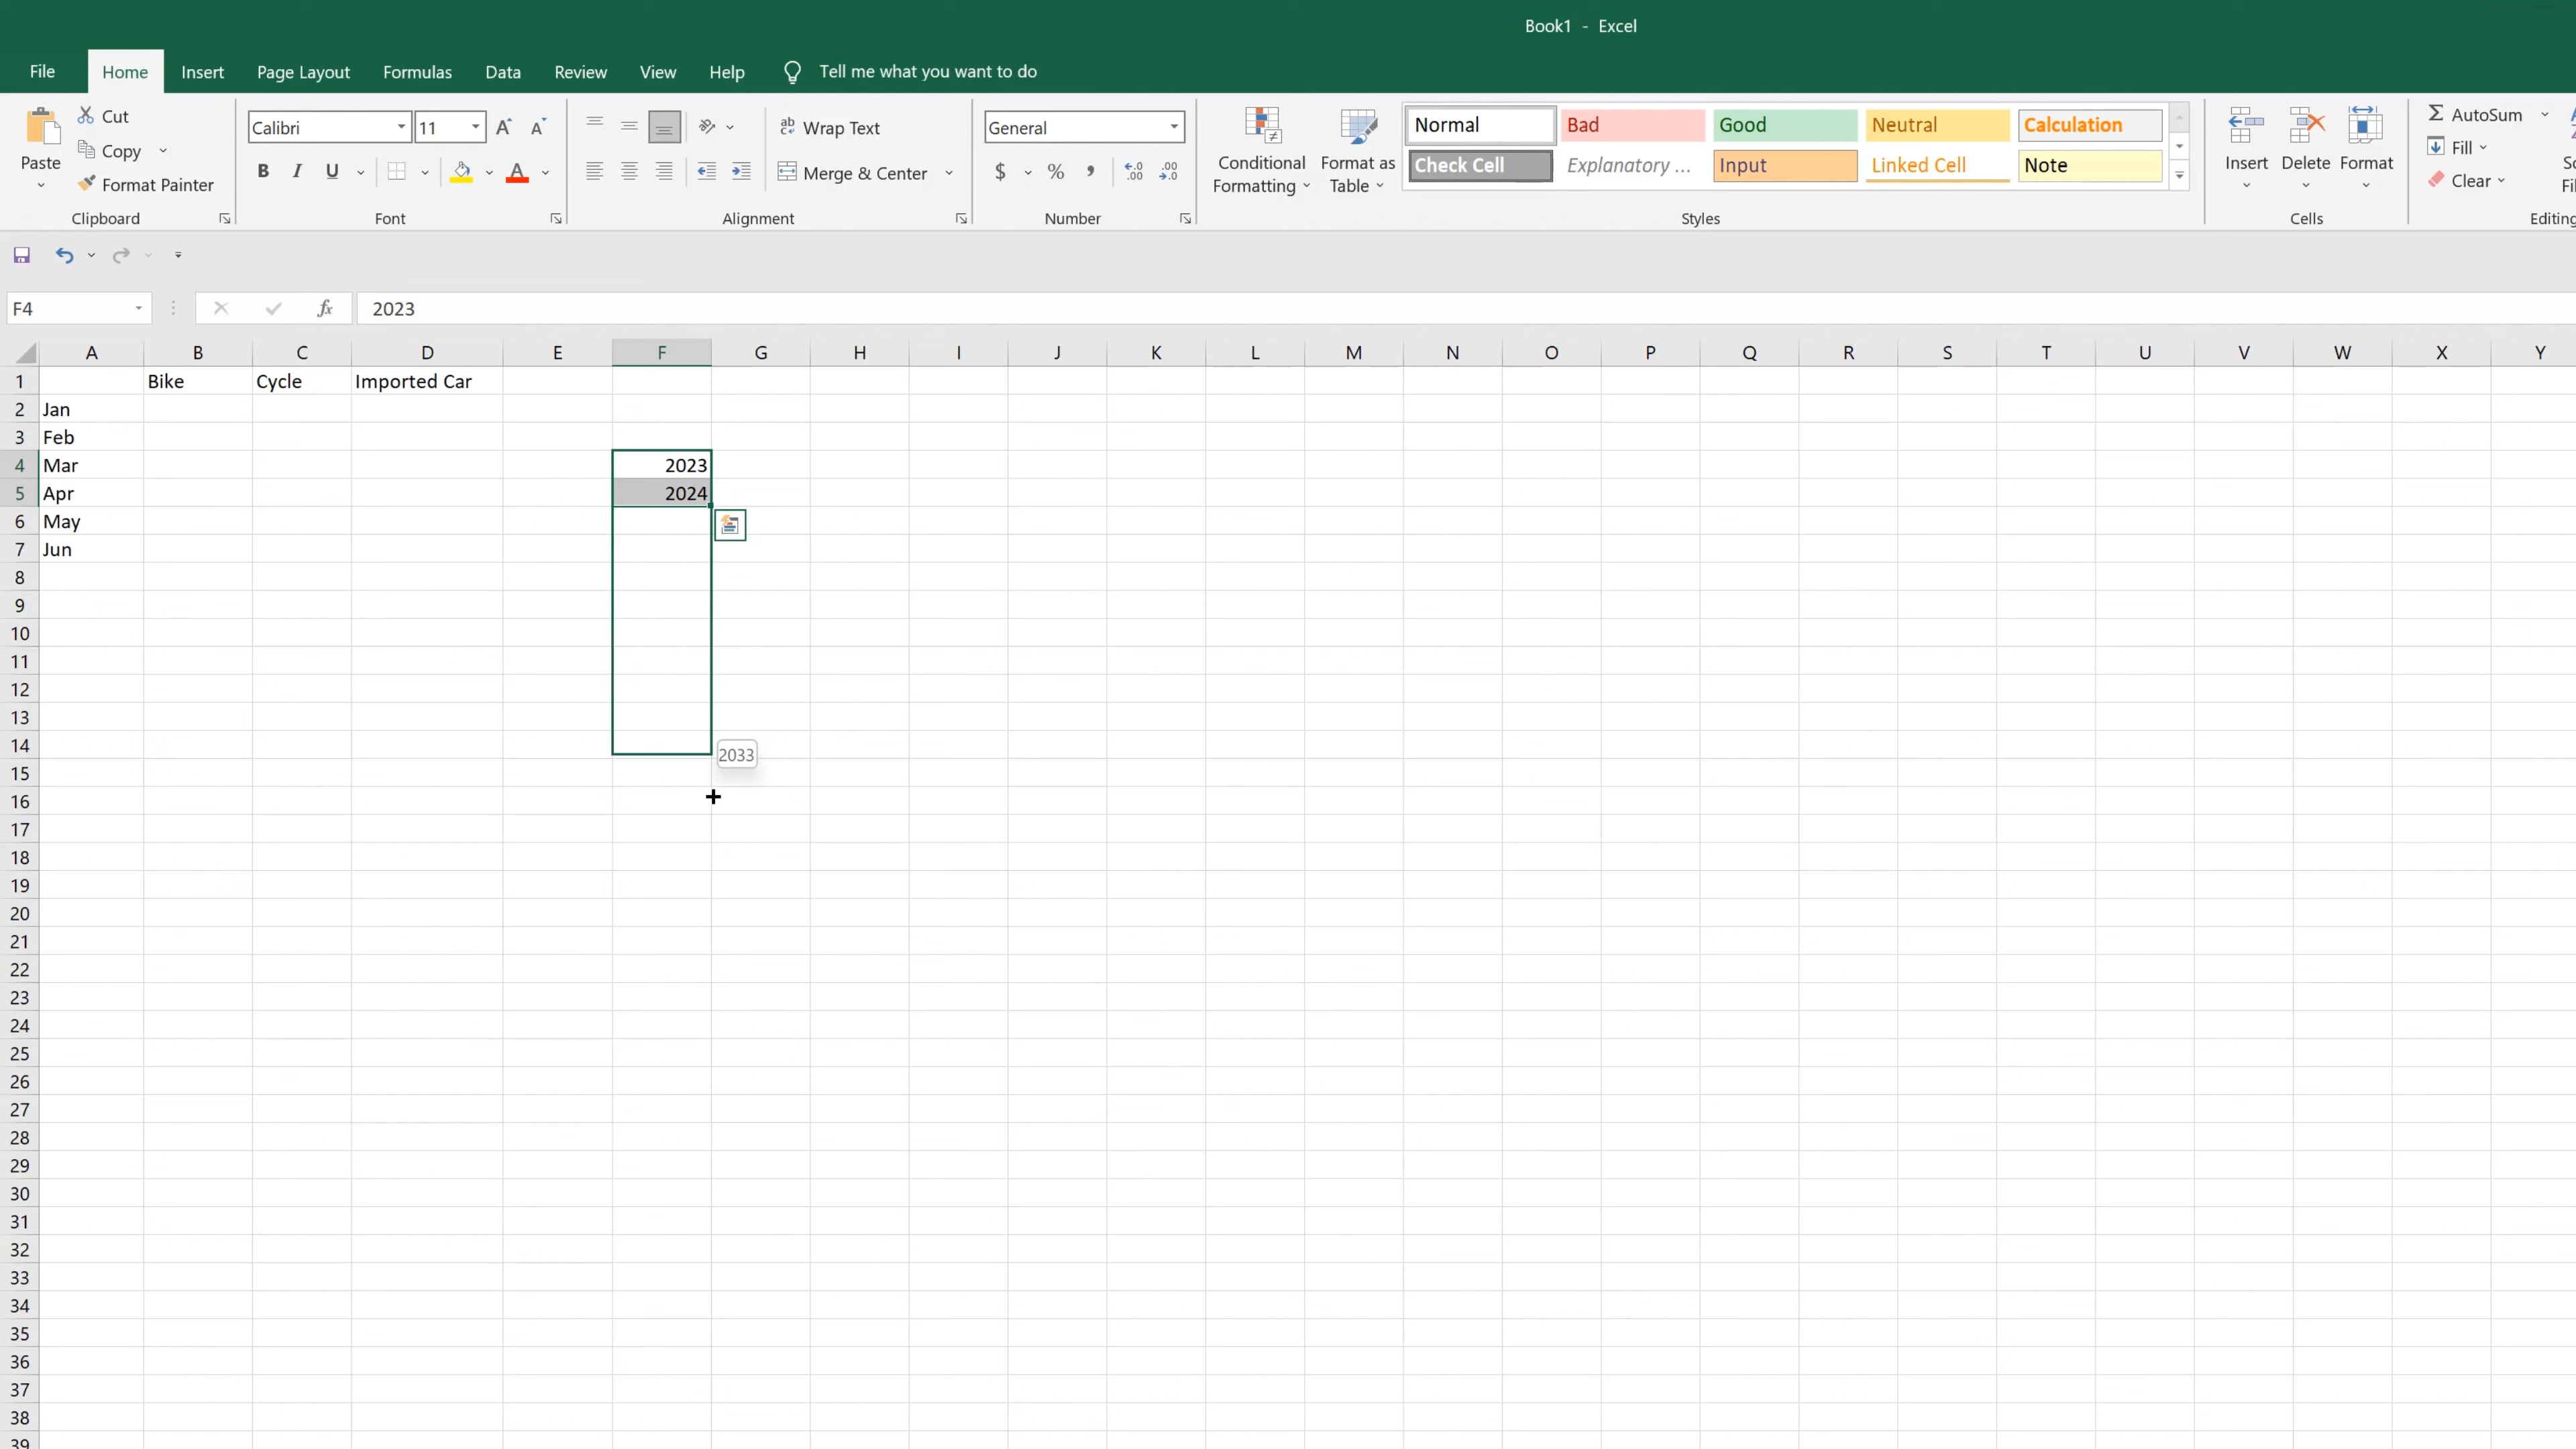 Book1 - Excel
File Home Insert Page Layout Formulas Data Review View Help Tell me what you want to do
Paste Cut Copy Format Painter Clipboard
Calibri 11 B I U A Font
Wrap Text Merge & Center Alignment
General $ % Number
Conditional Formatting Format as Table
Normal Bad Good Neutral Calculation
Check Cell Explanatory ... Input Linked Cell Note
Styles
Insert Delete Format Cells
AutoSum Fill Clear Editing
F4 fx 2023
A B C D E F G H I J K L M N O P Q R S T U V W X Y
1 Bike Cycle Imported Car
2 Jan
3 Feb
4 Mar 2023
5 Apr 2024
6 May
7 Jun
8
9
10
11
12
13
14 2033
15
16
17
18
19
20
21
22
23
24
25
26
27
28
29
30
31
32
33
34
35
36
37
38
39